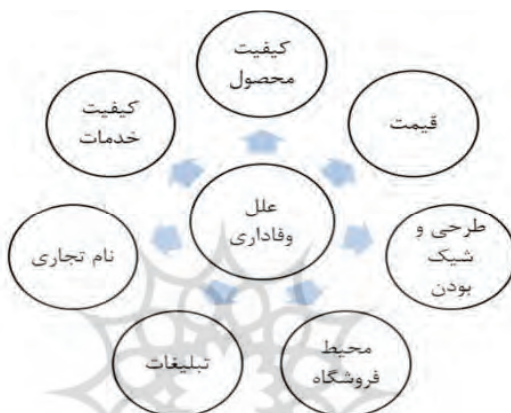 کیفیت
محصول
قیمت
کیفیت
خدمات
علل
وفاداری
طرحی و
شیک
بودن
نام تجاری
محیط
فروشگاه
تبلیغات